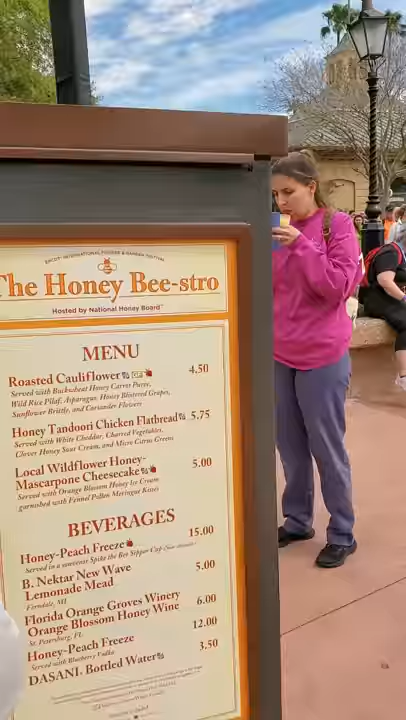 EPCOT INTERNATIONAL FLOWER & GARDEN FESTIVAL
The Honey Bee-stro
Hosted by National Honey Board™
MENU
Roasted Cauliflower 4.50
Served with Buckwheat Honey Carrot Puree,
Wild Rice Pilaf, Asparagus, Honey Blistered Grapes,
Sunflower Brittle, and Coriander Flowers
Honey Tandoori Chicken Flatbread 5.75
Served with White Cheddar, Charred Vegetables,
Clover Honey Sour Cream, and Micro Citrus Greens
Local Wildflower Honey-
Mascarpone Cheesecake 5.00
Served with Orange Blossom Honey Ice Cream
garnished with Fennel Pollen Meringue Kisses
BEVERAGES
Honey-Peach Freeze 15.00
Served in a souvenir Spike the Bee Sipper Cup
B. Nektar New Wave 5.00
Lemonade Mead
Ferndale, MI
Florida Orange Groves Winery 6.00
Orange Blossom Honey Wine
St. Petersburg, FL
Honey-Peach Freeze 12.00
Served with Blueberry Vodka
DASANI® Bottled Water 3.50